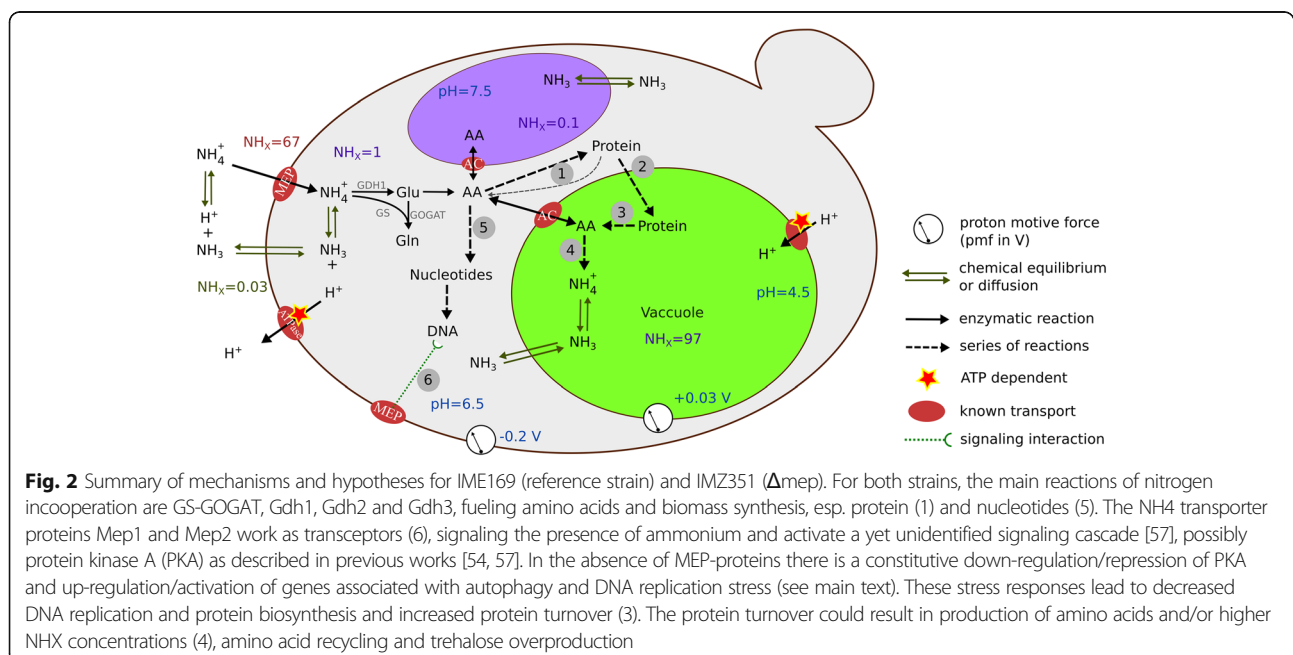 NH₃ NH₃
pH=7.5
NHₓ=0.1
NHₓ=67
NH₄⁺
NHₓ=1
AA
AC
Protein
1
2
MEP
NH₄⁺
GDH1
Glu
AA
GS
GOGAT
Gln
H⁺
+
NH₃
NH₃
+
NHₓ=0.03
H⁺
ATPase
H⁺
5
Nucleotides
DNA
6
MEP
pH=6.5
-0.2 V
AC
AA
3
Protein
4
NH₄⁺
NH₃
NH₃
Vaccuole
NHₓ=97
H⁺
H⁺
pH=4.5
+0.03 V
proton motive force
(pmf in V)
chemical equilibrium
or diffusion
enzymatic reaction
series of reactions
ATP dependent
known transport
signaling interaction
Fig. 2 Summary of mechanisms and hypotheses for IME169 (reference strain) and IMZ351 (Δmep). For both strains, the main reactions of nitrogen
incooperation are GS-GOGAT, Gdh1, Gdh2 and Gdh3, fueling amino acids and biomass synthesis, esp. protein (1) and nucleotides (5). The NH4 transporter
proteins Mep1 and Mep2 work as transceptors (6), signaling the presence of ammonium and activate a yet unidentified signaling cascade [57], possibly
protein kinase A (PKA) as described in previous works [54, 57]. In the absence of MEP-proteins there is a constitutive down-regulation/repression of PKA
and up-regulation/activation of genes associated with autophagy and DNA replication stress (see main text). These stress responses lead to decreased
DNA replication and protein biosynthesis and increased protein turnover (3). The protein turnover could result in production of amino acids and/or higher
NHX concentrations (4), amino acid recycling and trehalose overproduction